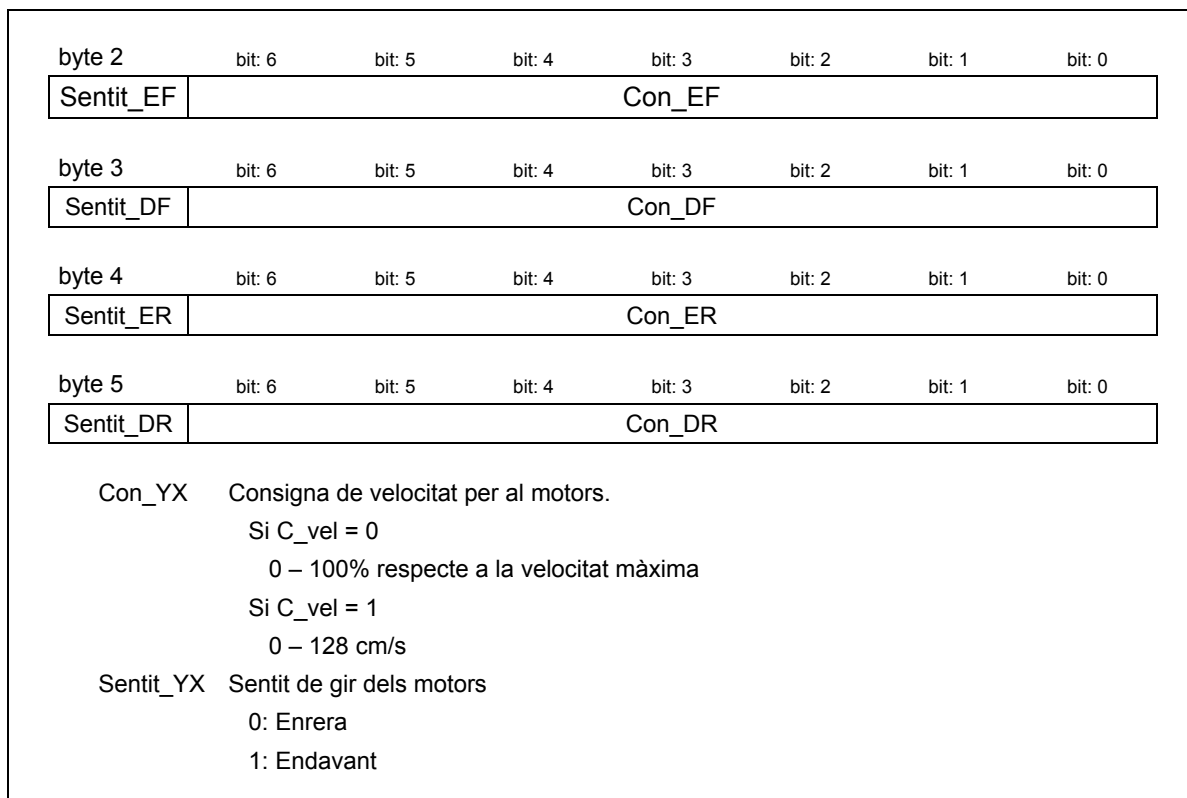 byte 2 bit: 6 bit: 5 bit: 4 bit: 3 bit: 2 bit: 1 bit: 0
Sentit_EF Con_EF
byte 3 bit: 6 bit: 5 bit: 4 bit: 3 bit: 2 bit: 1 bit: 0
Sentit_DF Con_DF
byte 4 bit: 6 bit: 5 bit: 4 bit: 3 bit: 2 bit: 1 bit: 0
Sentit_ER Con_ER
byte 5 bit: 6 bit: 5 bit: 4 bit: 3 bit: 2 bit: 1 bit: 0
Sentit_DR Con_DR
Con_YX Consigna de velocitat per al motors.
Si C_vel = 0
0 – 100% respecte a la velocitat màxima
Si C_vel = 1
0 – 128 cm/s
Sentit_YX Sentit de gir dels motors
0: Enrera
1: Endavant